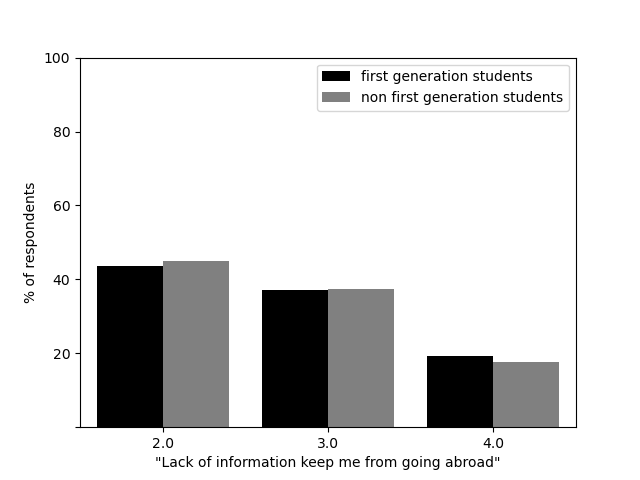 first generation students
non first generation students
100
80
60
40
20
% of respondents
2.0 3.0 4.0
"Lack of information keep me from going abroad"